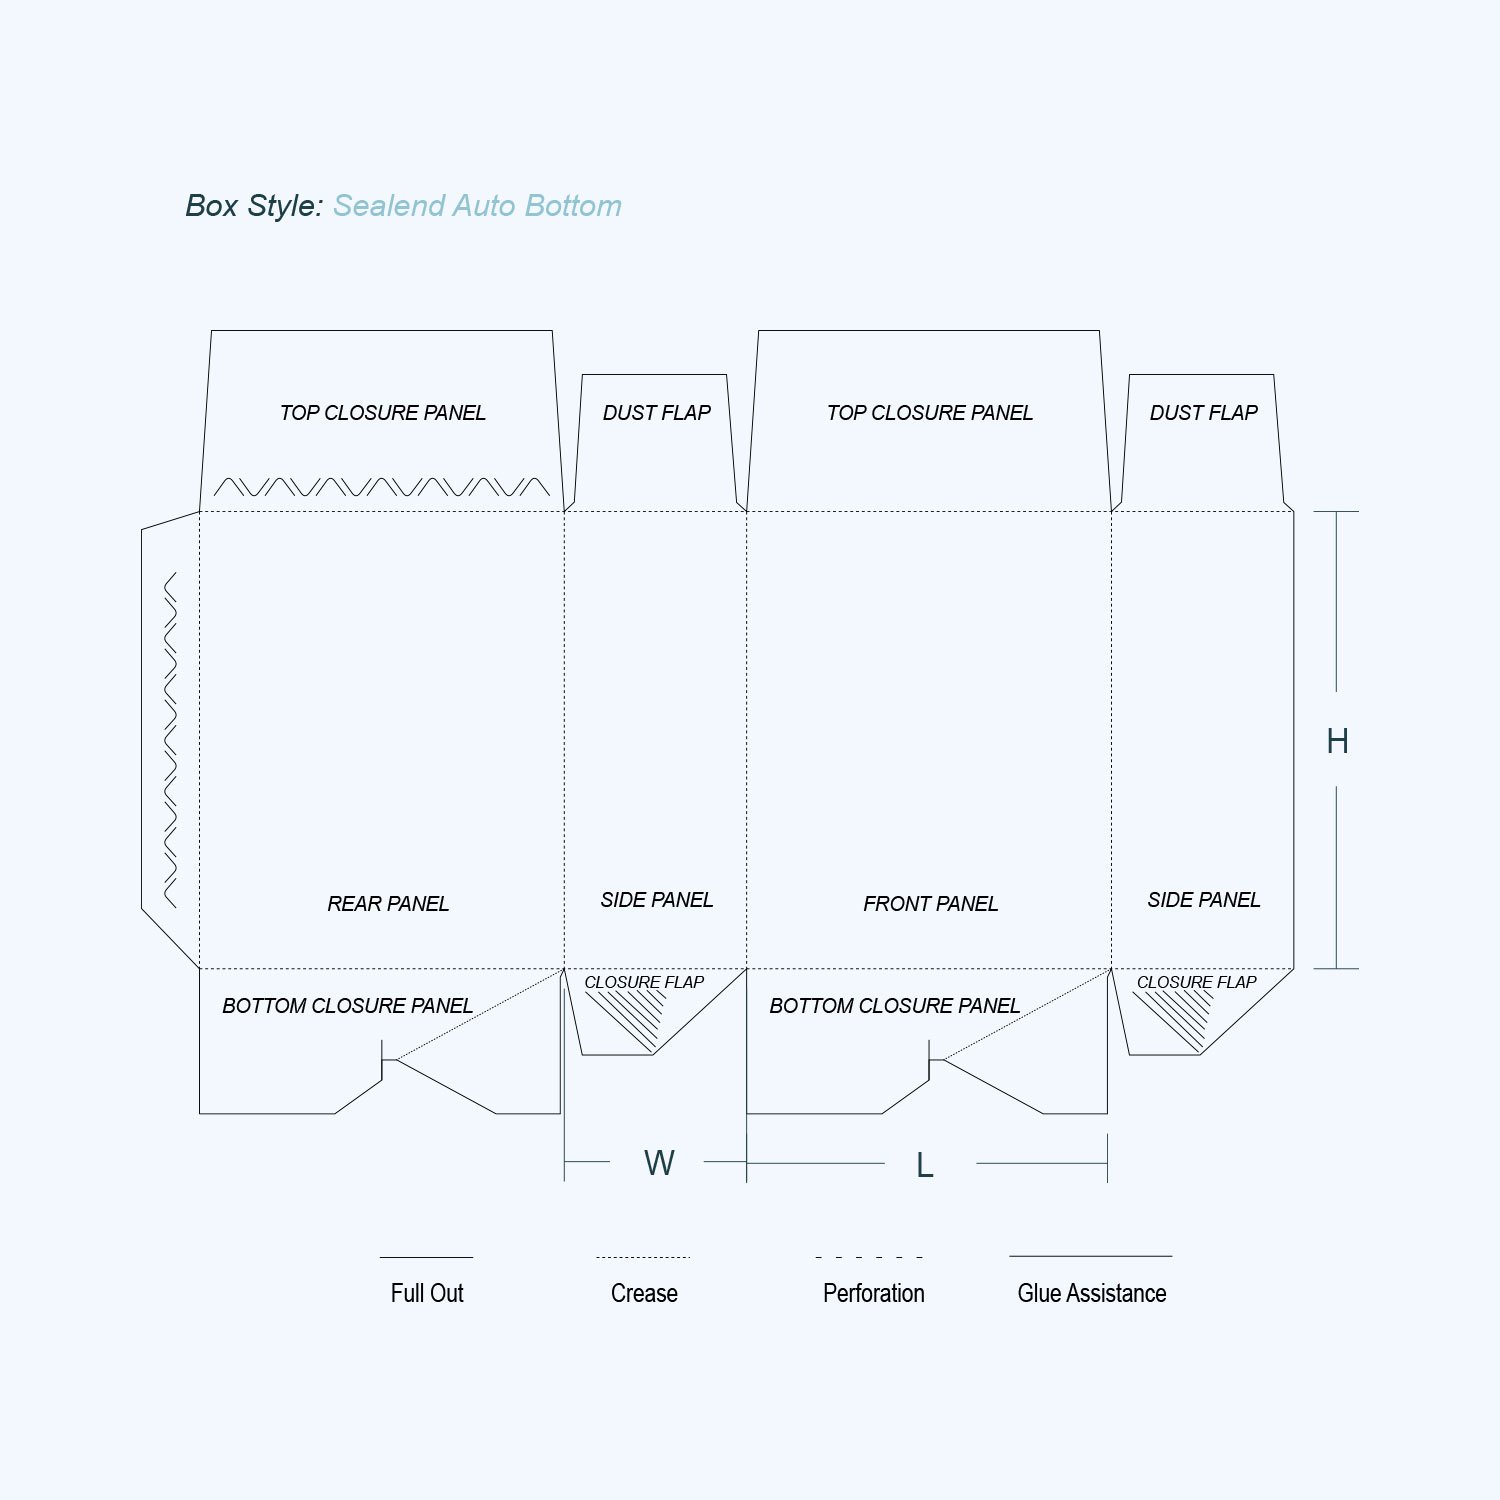 Box Style: Sealend Auto Bottom
TOP CLOSURE PANEL
DUST FLAP
TOP CLOSURE PANEL
DUST FLAP
H
REAR PANEL
SIDE PANEL
FRONT PANEL
SIDE PANEL
BOTTOM CLOSURE PANEL
CLOSURE FLAP
BOTTOM CLOSURE PANEL
CLOSURE FLAP
W
L
Full Out
Crease
Perforation
Glue Assistance